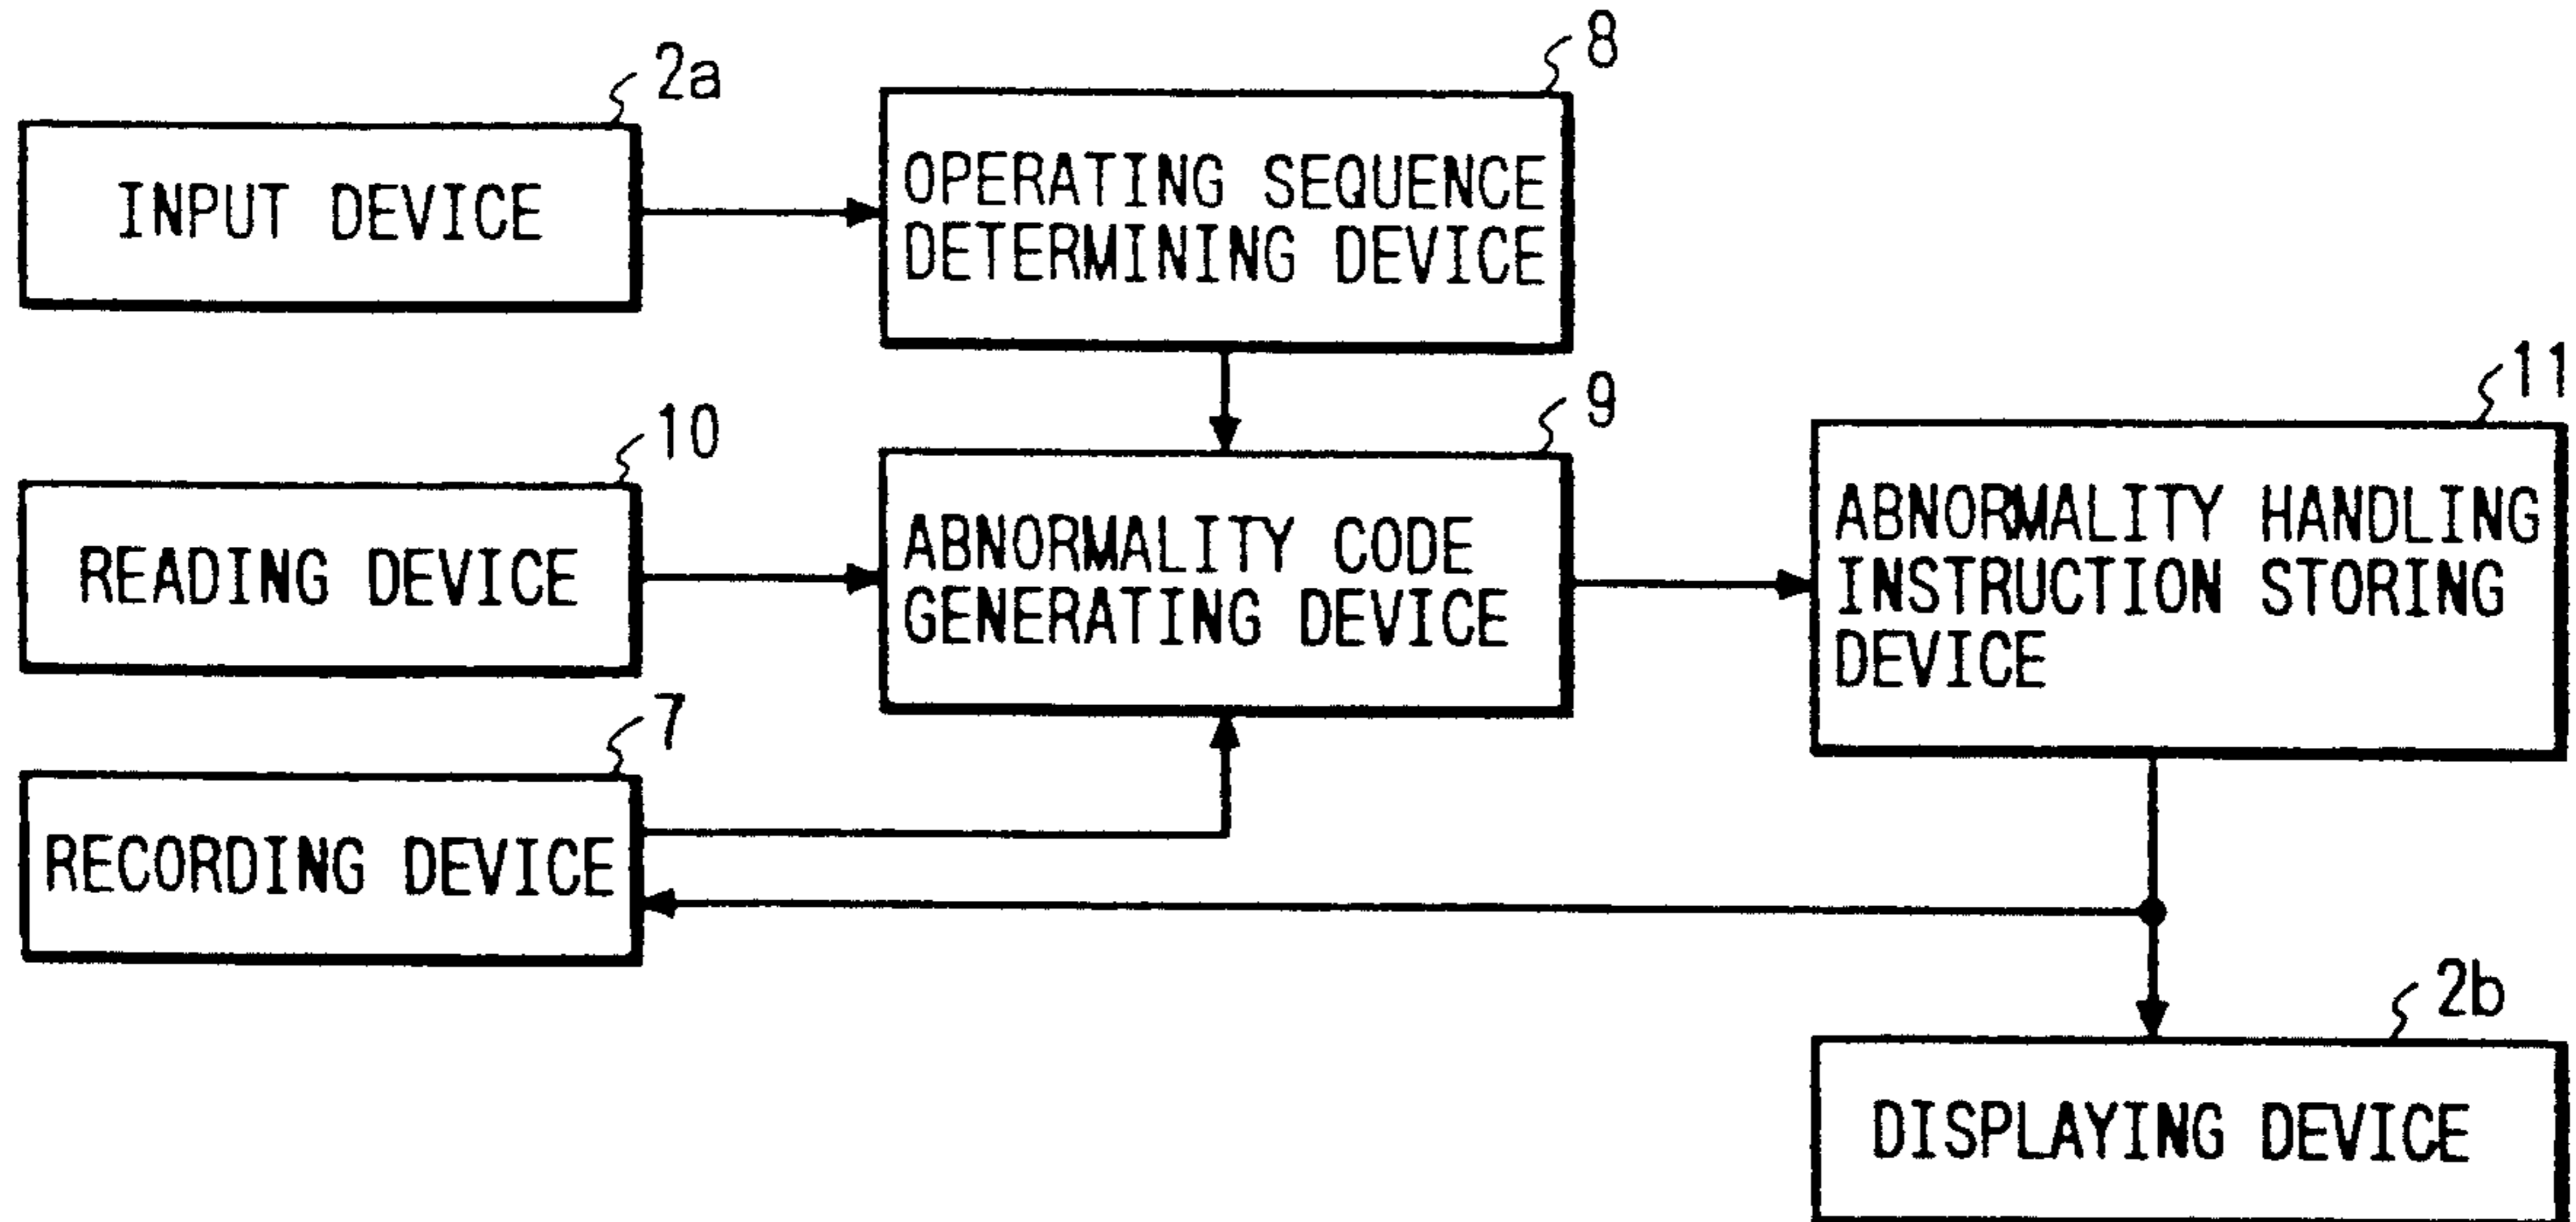 2a
INPUT DEVICE
8
OPERATING SEQUENCE
DETERMINING DEVICE
10
READING DEVICE
9
ABNORMALITY CODE
GENERATING DEVICE
11
ABNORMALITY HANDLING
INSTRUCTION STORING
DEVICE
7
RECORDING DEVICE
2b
DISPLAYING DEVICE